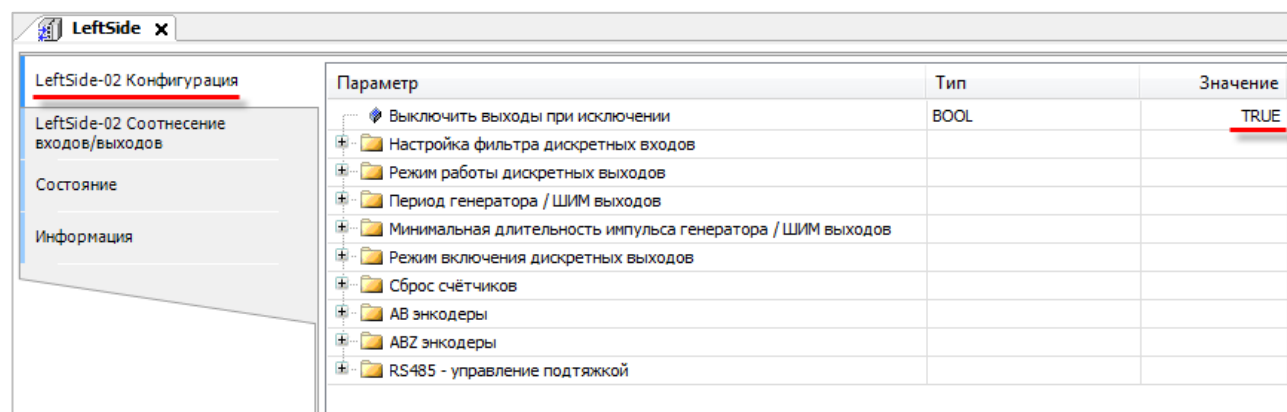 LeftSide x
LeftSide-02 Конфигурация
LeftSide-02 Соотнесение
входов/выходов
Состояние
Информация
Параметр Тип Значение
Выключить выходы при исключении BOOL TRUE
Настройка фильтра дискретных входов
Режим работы дискретных выходов
Период генератора / ШИМ выходов
Минимальная длительность импульса генератора / ШИМ выходов
Режим включения дискретных выходов
Сброс счётчиков
АВ энкодеры
ABZ энкодеры
RS485 - управление подтяжкой